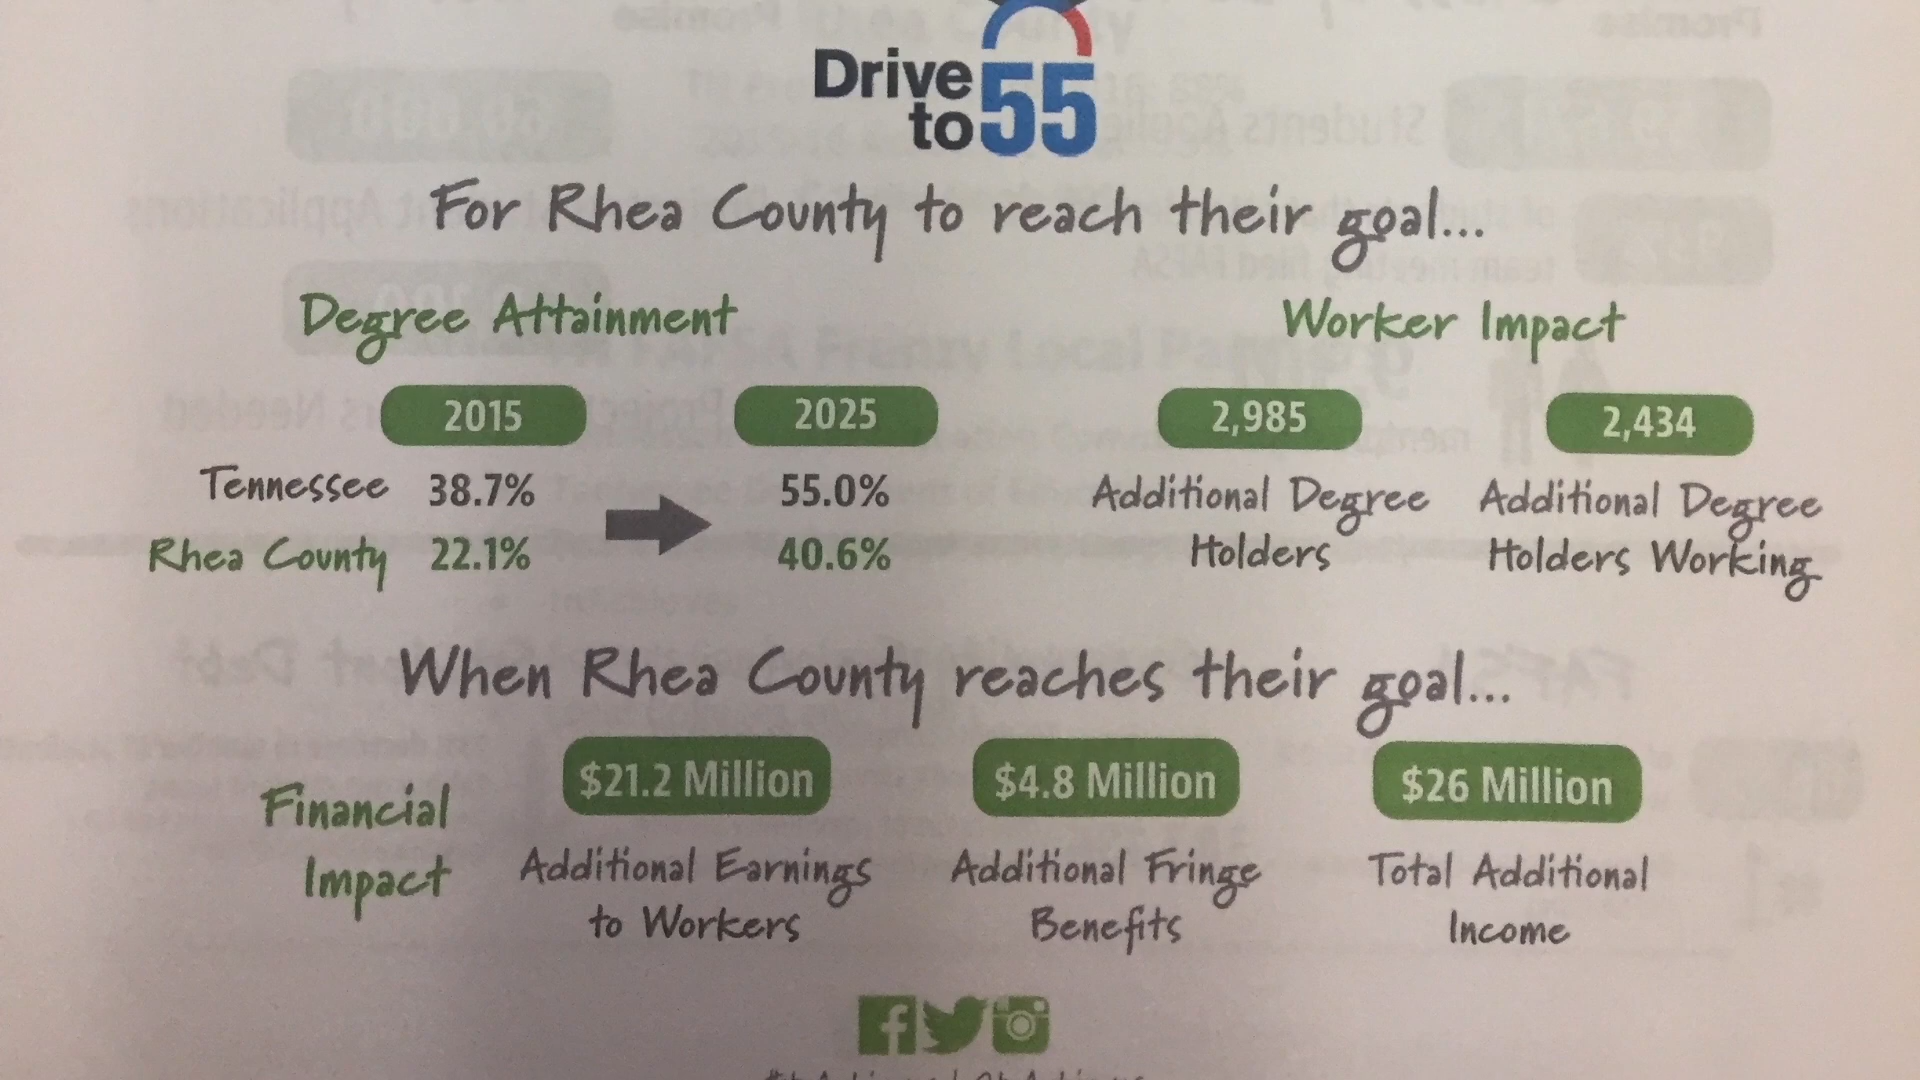 Drive
to 55
For Rhea County to reach their goal...
Degree Attainment
Worker Impact
2015 2025 2,985 2,434
Tennessee 38.7% 55.0%
Rhea County 22.1% 40.6%
Additional Degree
Holders
Additional Degree
Holders Working
When Rhea County reaches their goal...
Financial
Impact
$21.2 Million
Additional Earnings
to Workers
$4.8 Million
Additional Fringe
Benefits
$26 Million
Total Additional
Income